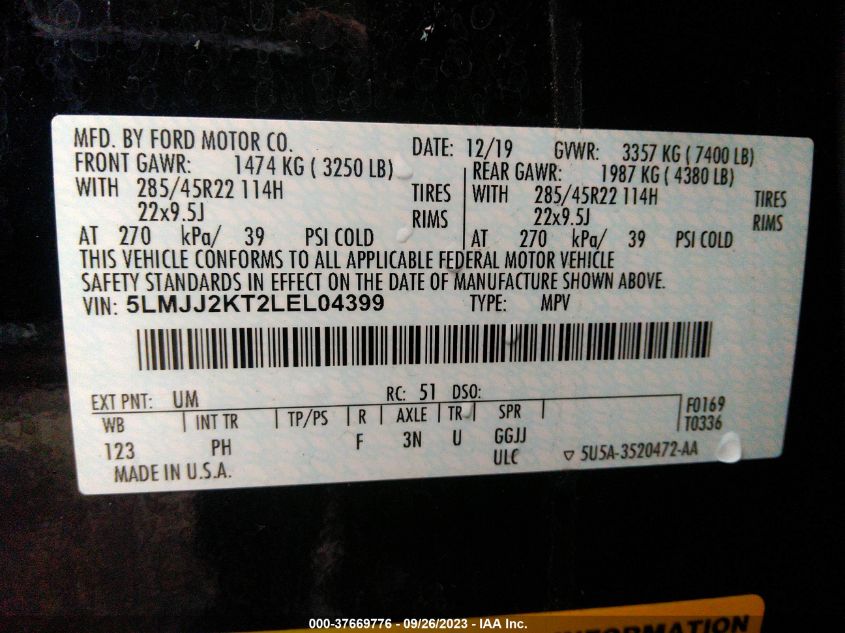 MFD. BY FORD MOTOR CO. DATE: 12/19 GVWR: 3357 KG ( 7400 LB)
FRONT GAWR: 1474 KG ( 3250 LB) REAR GAWR: 1987 KG ( 4380 LB)
WITH 285/45R22 114H TIRES WITH 285/45R22 114H TIRES
22x9.5J RIMS 22x9.5J RIMS
AT 270 kPa/ 39 PSI COLD AT 270 kPa/ 39 PSI COLD
THIS VEHICLE CONFORMS TO ALL APPLICABLE FEDERAL MOTOR VEHICLE
SAFETY STANDARDS IN EFFECT ON THE DATE OF MANUFACTURE SHOWN ABOVE.
VIN: 5LMJJ2KT2LEL04399 TYPE: MPV
EXT PNT: UM RC: 51 DSO:
WB INT TR TP/PS R AXLE TR SPR F0169
T0336
123 PH F 3N U GGJJ
ULC ▽ 5U5A-3520472-AA
MADE IN U.S.A.
INFORMATION
000-37669776 - 09/26/2023 - IAA Inc.